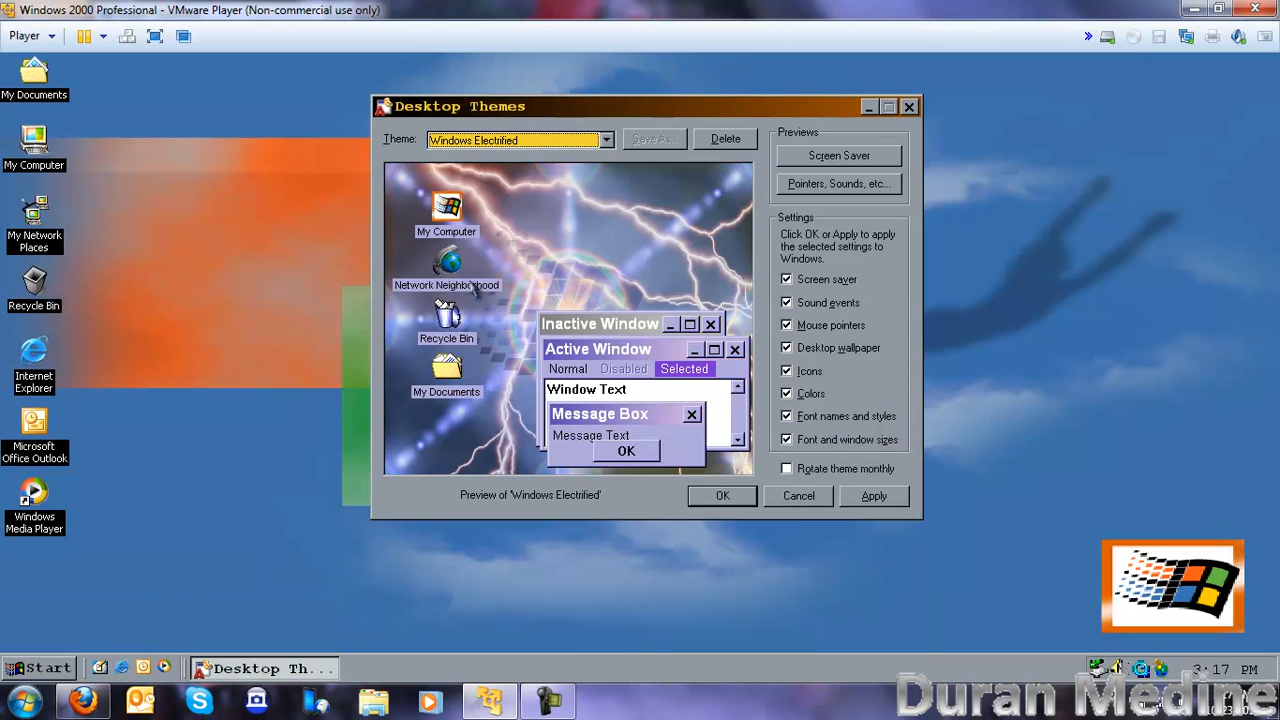 Windows 2000 Professional - VMware Player (Non-commercial use only)
Player
My Documents
My Computer
My Network
Places
Recycle Bin
Internet
Explorer
Microsoft
Office Outlook
Windows
Media Player
Desktop Themes
Theme:
Windows Electrified
Save As...
Delete
My Computer
Network Neighborhood
Recycle Bin
My Documents
Inactive Window
Active Window
Normal Disabled Selected
Window Text
Message Box
Message Text
OK
Preview of 'Windows Electrified'
Previews
Screen Saver
Pointers, Sounds, etc...
Settings
Click OK or Apply to apply
the selected settings to
Windows.
Screen saver
Sound events
Mouse pointers
Desktop wallpaper
Icons
Colors
Font names and styles
Font and window sizes
Rotate theme monthly
OK
Cancel
Apply
Start
Desktop Th...
3:17 PM
Duran Medine